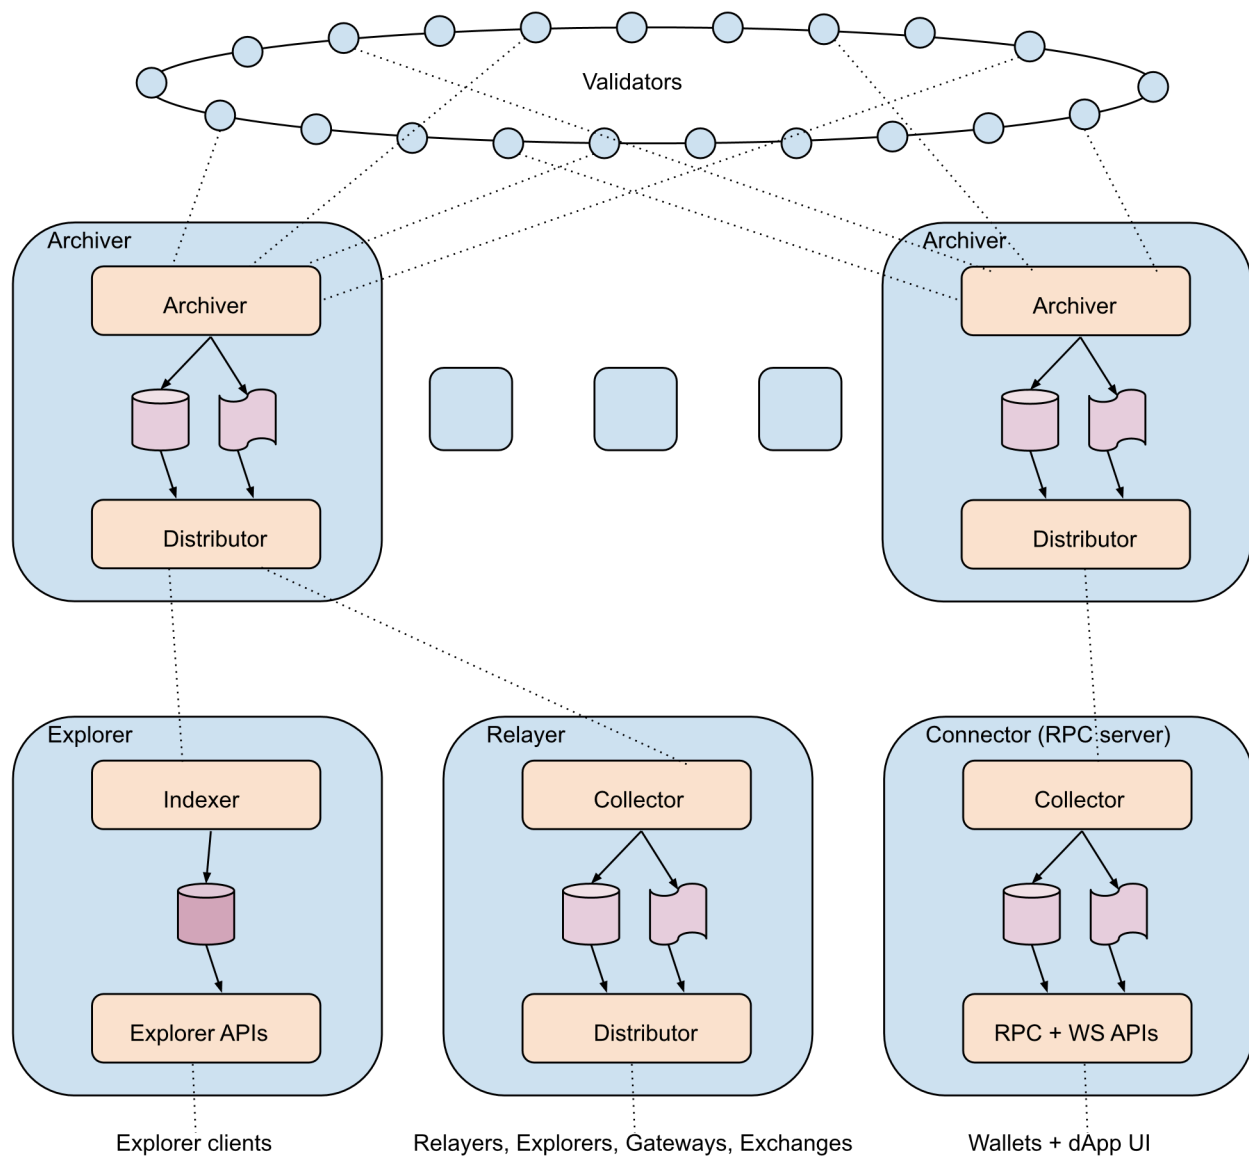 Validators
Archiver
Archiver
Archiver
Archiver
Distributor
Distributor
Explorer
Relayer
Connector (RPC server)
Indexer
Collector
Collector
Explorer APIs
Distributor
RPC + WS APIs
Explorer clients
Relayers, Explorers, Gateways, Exchanges
Wallets + dApp UI